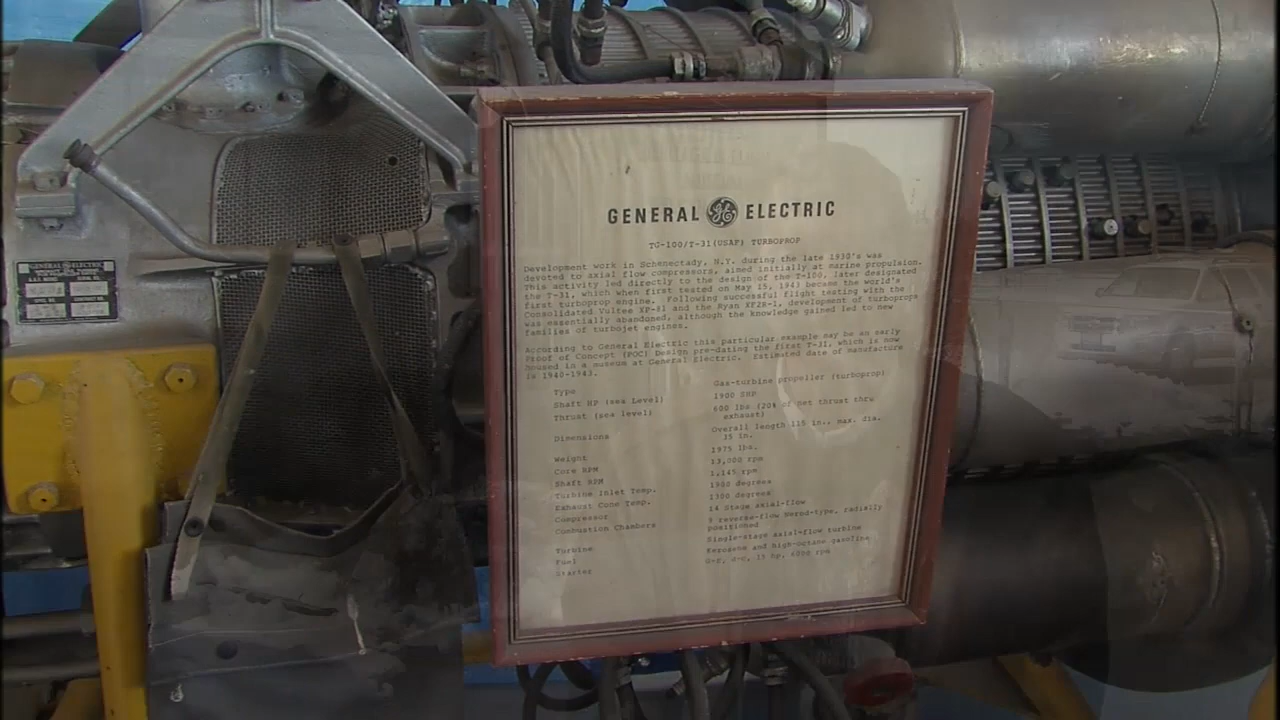 GENERAL GE ELECTRIC
TG-100/T-31(USAF) TURBOPROP
Development work in Schenectady, N.Y. during the late 1930's was
devoted to axial flow compressors, aimed initially at marine propulsion.
This activity led directly to the design of the T-100, later designated
the T-31, which when first tested on May 15, 1943 became the world's
first turboprop engine. Following successful flight testing with the
Consolidated Vultee XP-81 and the Ryan XF2R-1, development of turboprops
was essentially abandoned, although the knowledge gained led to new
families of turbojet engines.
According to General Electric this particular example may be an early
Proof of Concept (POC) Design pre-dating the first T-31, which is now
housed in a museum at General Electric. Estimated date of manufacture
is 1940-1943.
Type Gas-turbine propeller (turboprop)
Shaft HP (sea Level) 1900 SHP
Thrust (sea level) 600 lbs (20% of net thrust thru
exhaust)
Dimensions Overall length 115 in., max. dia.
35 in.
Weight 1975 lbs.
Core RPM 13,000 rpm
Shaft RPM 1,145 rpm
Turbine Inlet Temp. 1500 degrees
Exhaust Cone Temp. 1300 degrees
Compressor 14 Stage axial-flow
Combustion Chambers 9 reverse-flow Nerod-type, radially
positioned
Turbine Single-stage axial-flow turbine
Fuel Kerosene and high-octane gasoline
Starter 15 hp, 6000 rpm
GENERAL ELECTRIC